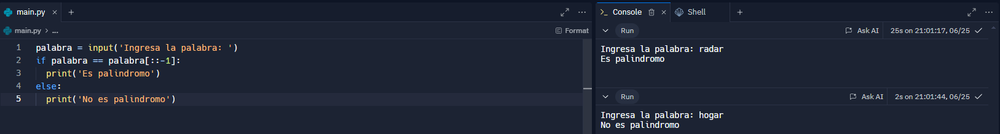 main.py × +
main.py > ...
Format
1 palabra = input('Ingresa la palabra: ')
2 if palabra == palabra[::-1]:
3   print('Es palindromo')
4 else:
5   print('No es palindromo')
Console × Shell +
Run Ask AI 25s on 21:01:17, 06/25
Ingresa la palabra: radar
Es palindromo
Run Ask AI 2s on 21:01:44, 06/25
Ingresa la palabra: hogar
No es palindromo